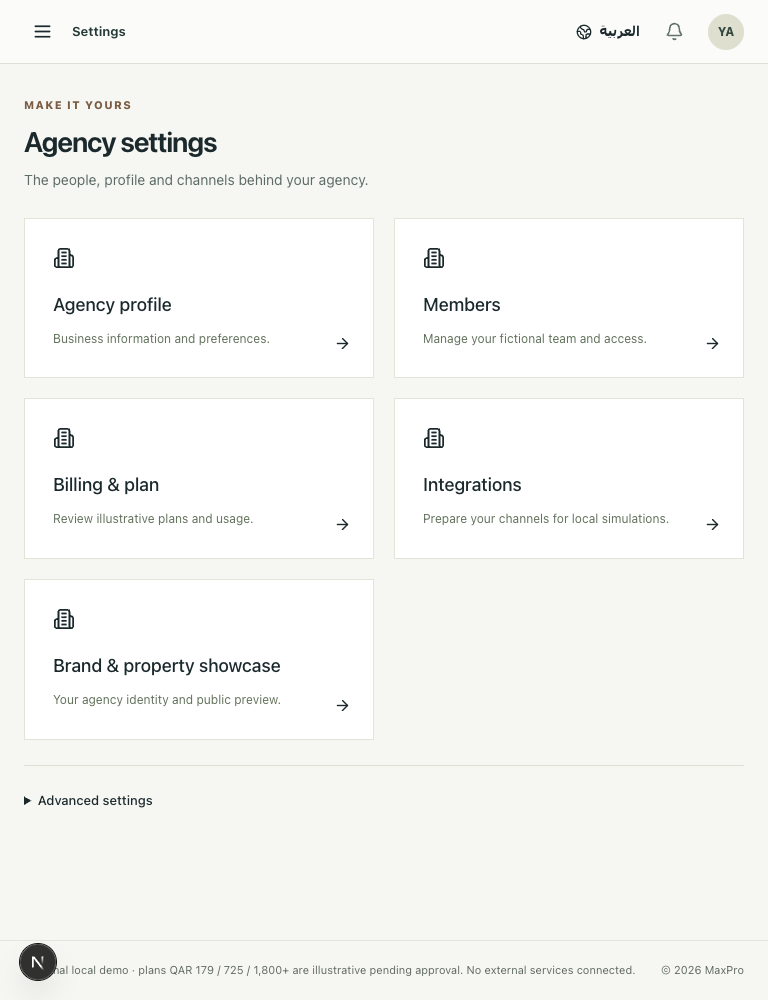 Settings
العربية
YA
MAKE IT YOURS
Agency settings
The people, profile and channels behind your agency.
Agency profile
Business information and preferences.
Members
Manage your fictional team and access.
Billing & plan
Review illustrative plans and usage.
Integrations
Prepare your channels for local simulations.
Brand & property showcase
Your agency identity and public preview.
Advanced settings
N
local demo · plans QAR 179 / 725 / 1,800+ are illustrative pending approval. No external services connected.
© 2026 MaxPro